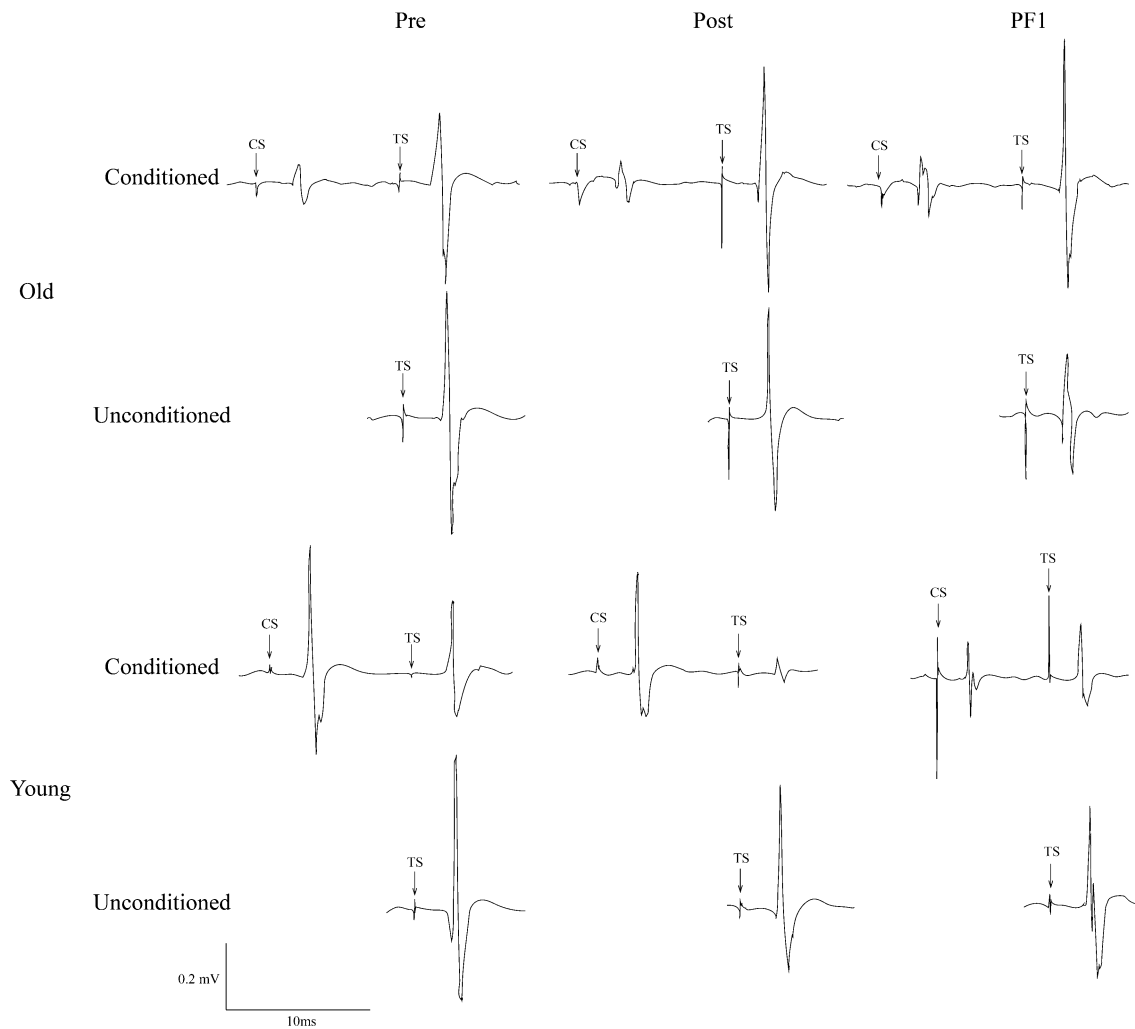 Pre Post PF1
CS TS CS TS CS TS
Conditioned
Old
TS TS TS
Unconditioned
CS TS CS TS CS TS
Conditioned
Young
TS TS TS
Unconditioned
0.2 mV
10ms